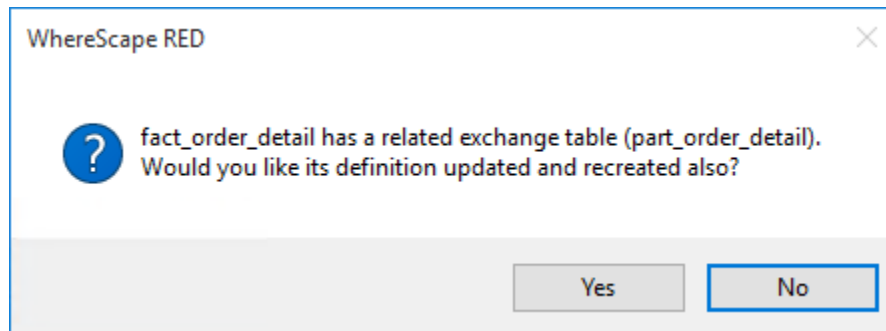 WhereScape RED
fact_order_detail has a related exchange table (part_order_detail).
Would you like its definition updated and recreated also?
Yes
No